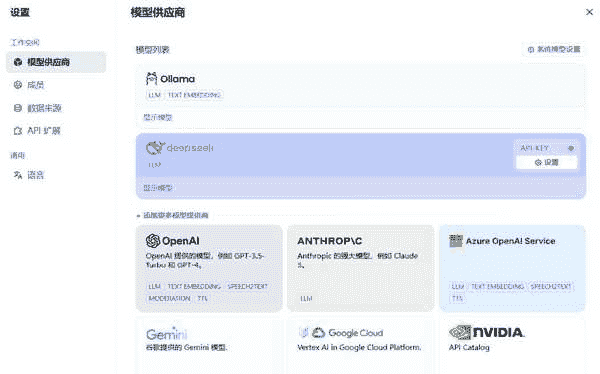 设置
模型供应商
工作空间
模型供应商
成员
数据来源
API 扩展
通用
语言
模型列表
系统模型设置
Ollama
LLM TEXT EMBEDDING
显示模型
deepseek
LLM
API-KEY
设置
显示模型
+ 添加更多模型提供商
OpenAI
OpenAI 提供的模型，例如 GPT-3.5-
Turbo 和 GPT-4。
LLM TEXT EMBEDDING SPEECH2TEXT
MODERATION TTS
ANTHROP\C
Anthropic 的强大模型，例如 Claude
3。
LLM
Azure OpenAI Service
LLM TEXT EMBEDDING SPEECH2TEXT
TTS
Gemini
谷歌提供的 Gemini 模型.
Google Cloud
Vertex AI in Google Cloud Platform.
NVIDIA
API Catalog